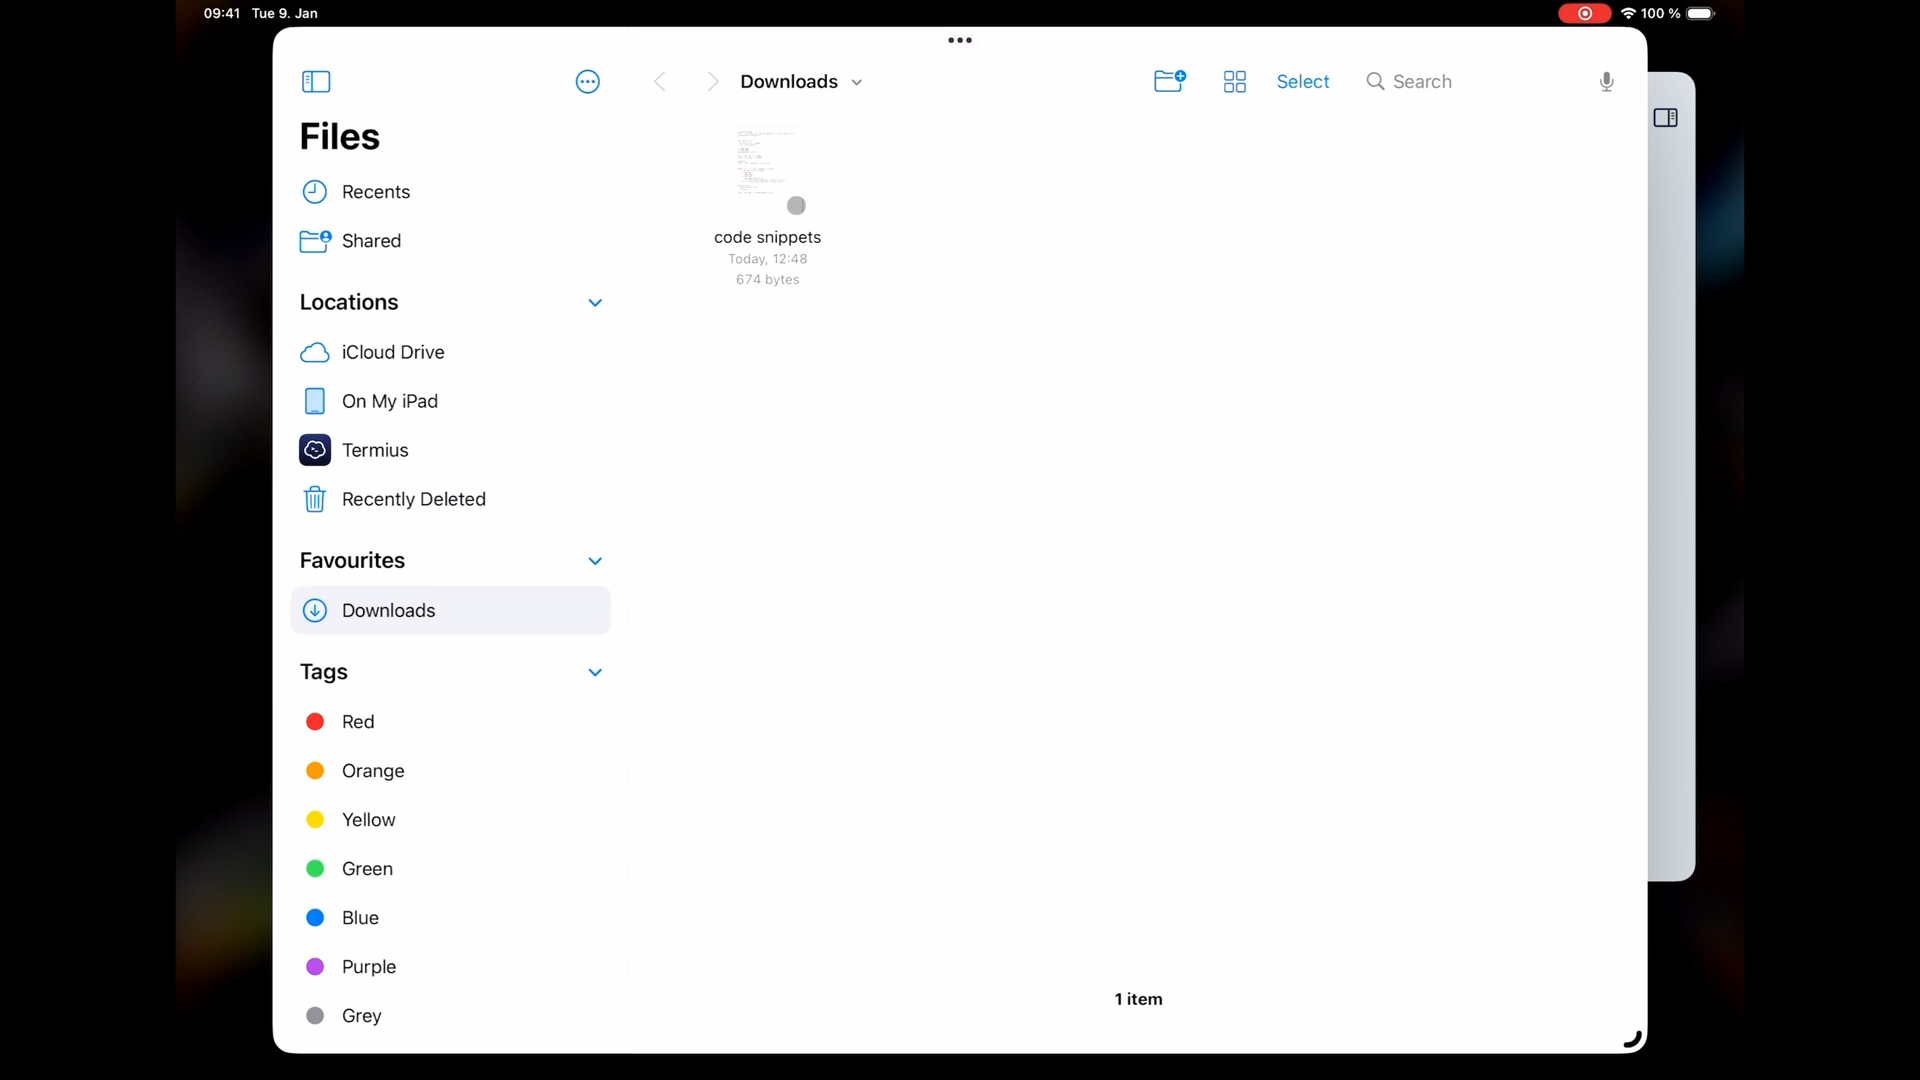 09:41 Tue 9. Jan
100 %
Downloads
Select
Search
Files
Recents
Shared
Locations
iCloud Drive
On My iPad
Termius
Recently Deleted
Favourites
Downloads
Tags
Red
Orange
Yellow
Green
Blue
Purple
Grey
code snippets
Today, 12:48
674 bytes
1 item